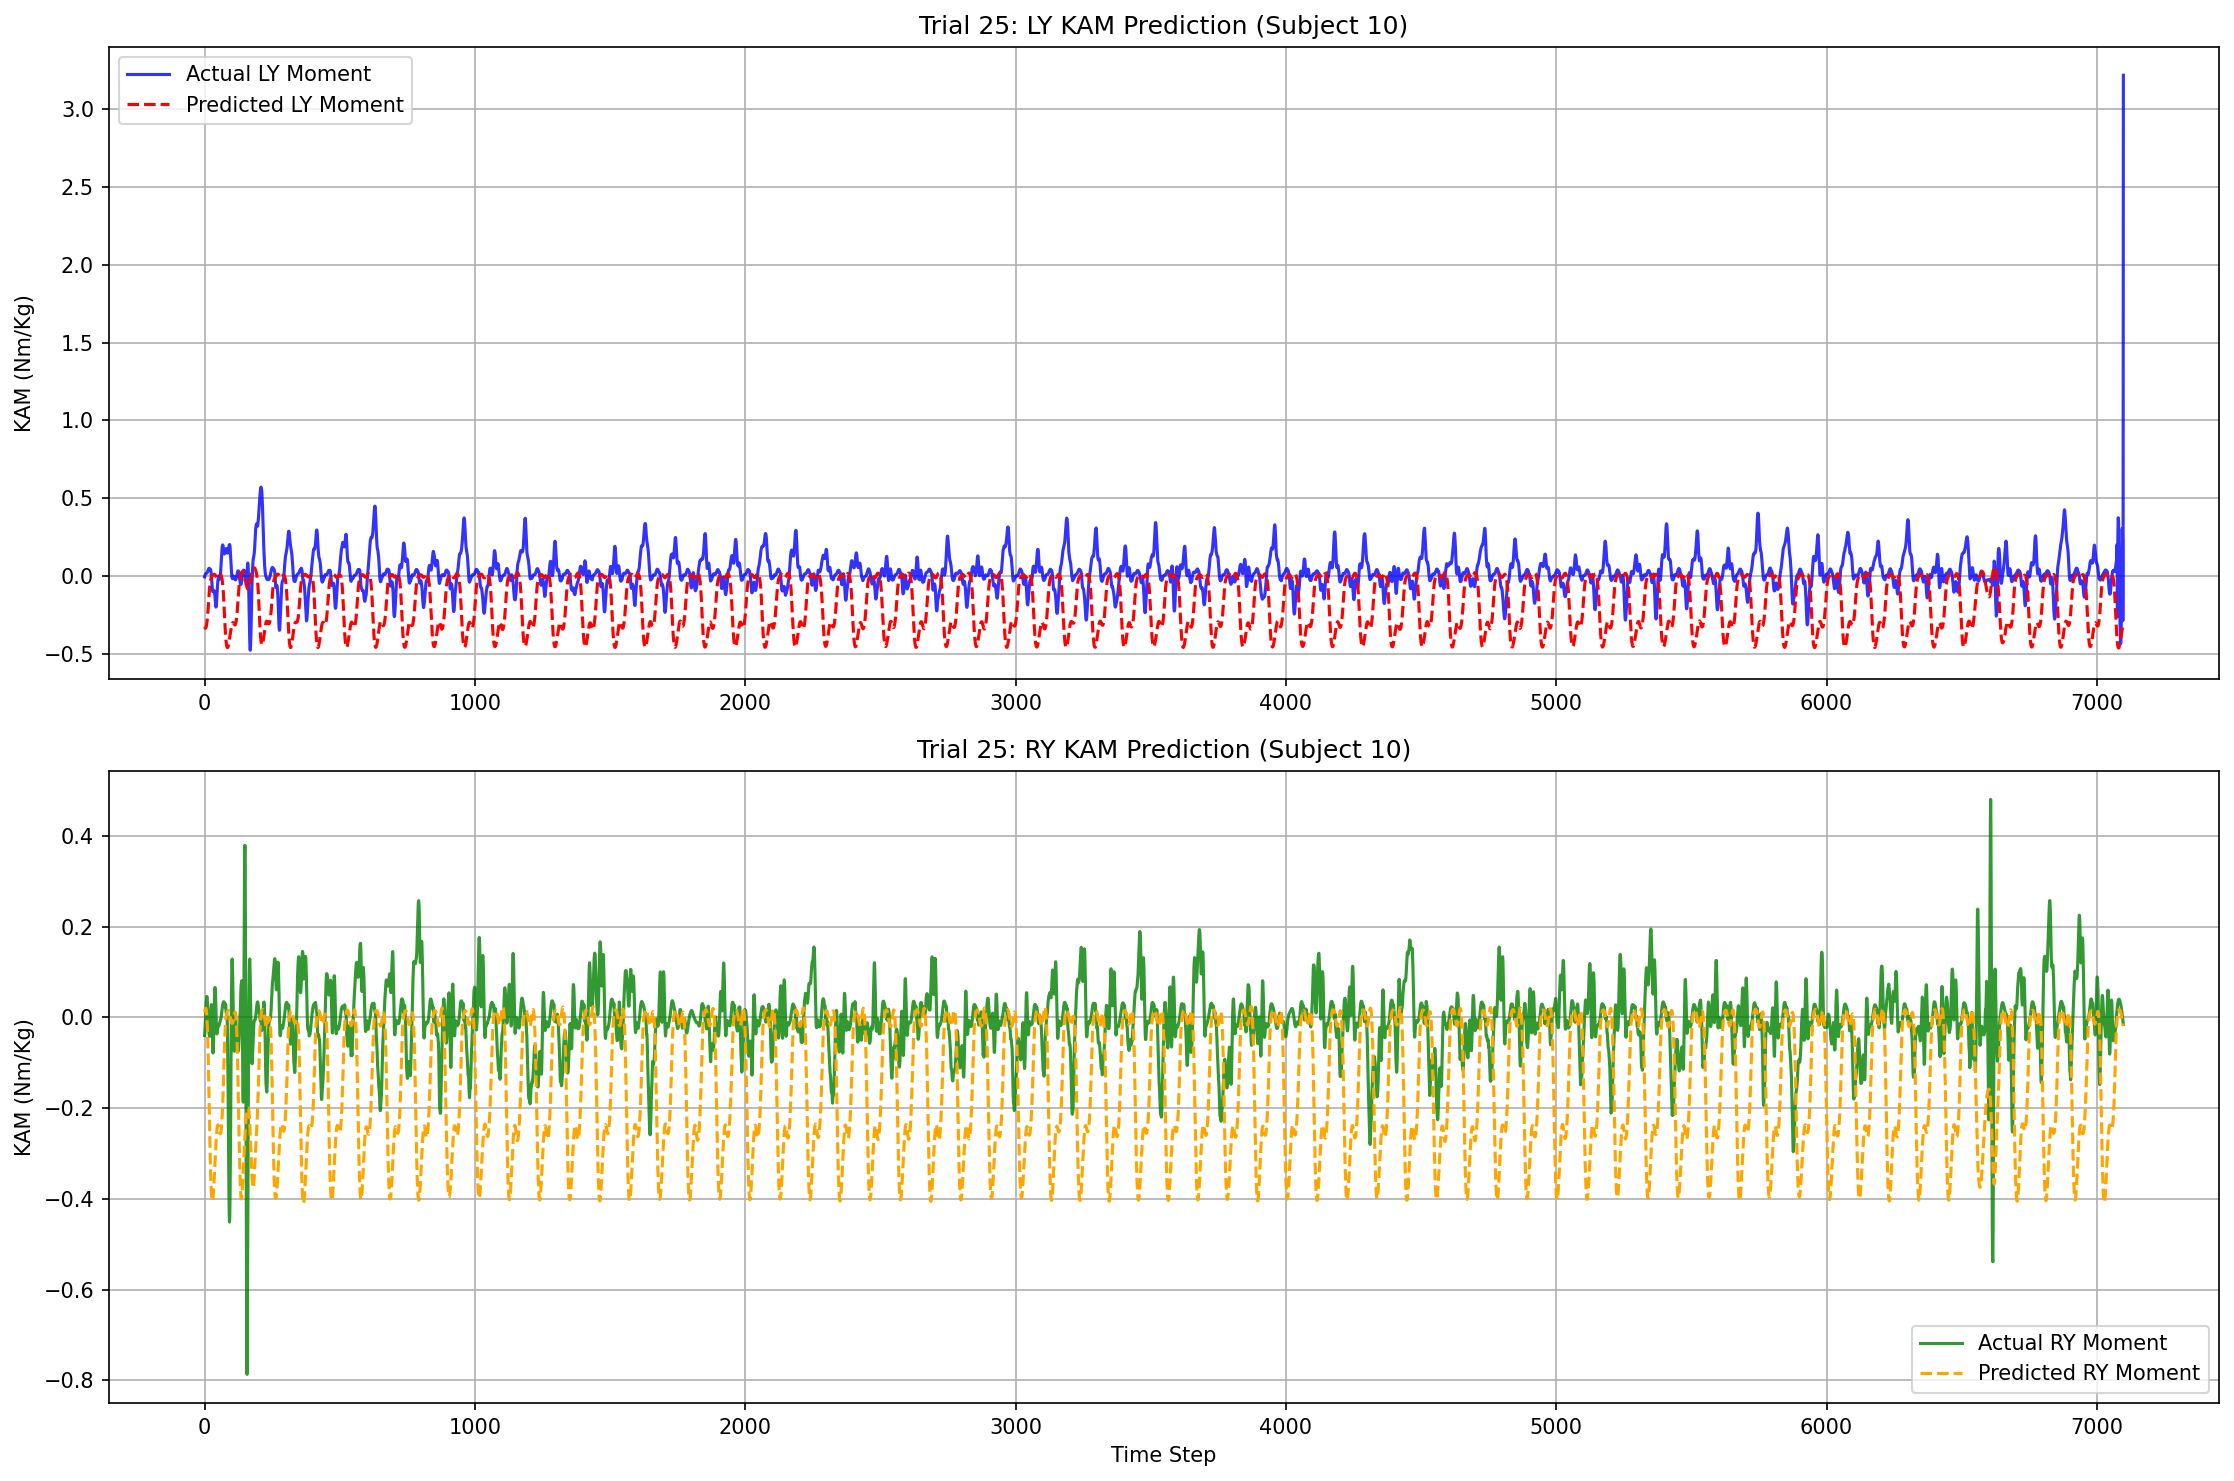 Trial 25: LY KAM Prediction (Subject 10)
Actual LY Moment
Predicted LY Moment
KAM (Nm/Kg)
3.0
2.5
2.0
1.5
1.0
0.5
0.0
−0.5
0 1000 2000 3000 4000 5000 6000 7000
Trial 25: RY KAM Prediction (Subject 10)
KAM (Nm/Kg)
0.4
0.2
0.0
−0.2
−0.4
−0.6
−0.8
Actual RY Moment
Predicted RY Moment
0 1000 2000 3000 4000 5000 6000 7000
Time Step